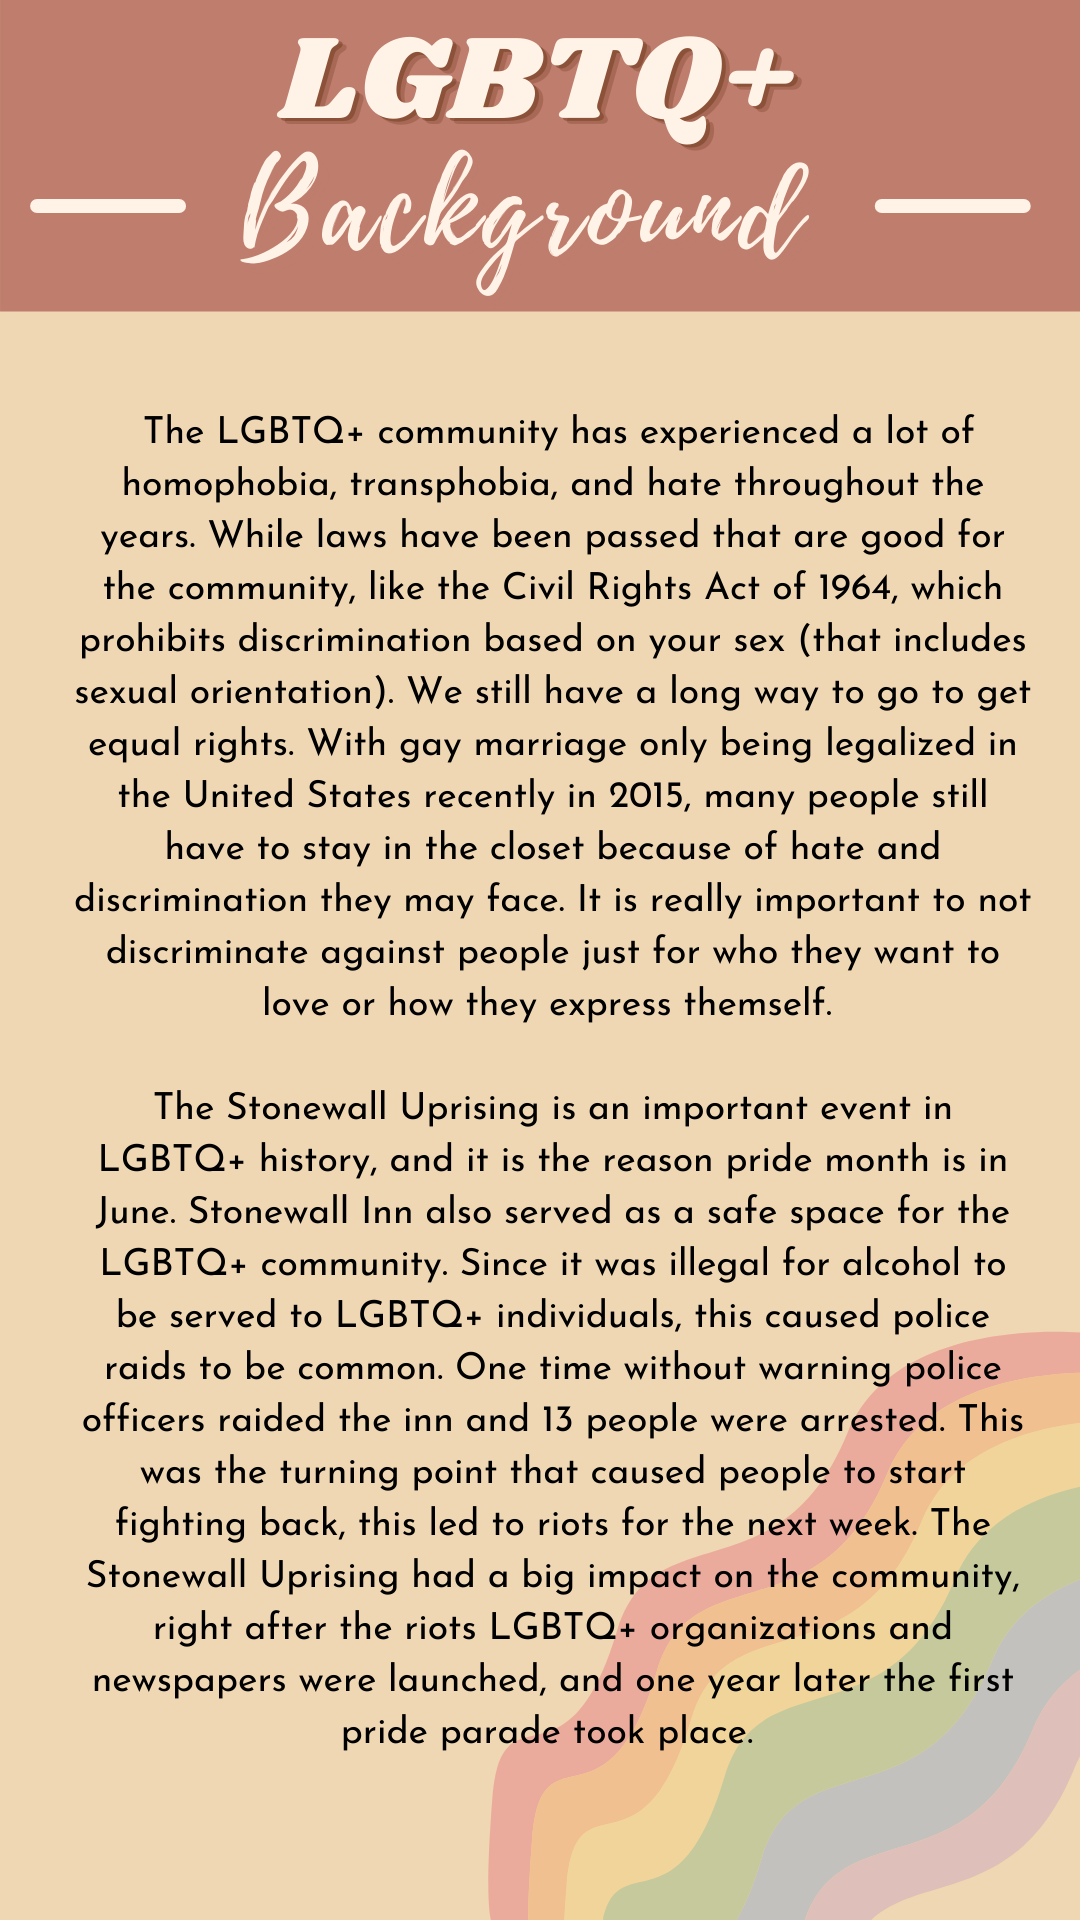 LGBTQ+
Background
The LGBTQ+ community has experienced a lot of
homophobia, transphobia, and hate throughout the
years. While laws have been passed that are good for
the community, like the Civil Rights Act of 1964, which
prohibits discrimination based on your sex (that includes
sexual orientation). We still have a long way to go to get
equal rights. With gay marriage only being legalized in
the United States recently in 2015, many people still
have to stay in the closet because of hate and
discrimination they may face. It is really important to not
discriminate against people just for who they want to
love or how they express themself.
The Stonewall Uprising is an important event in
LGBTQ+ history, and it is the reason pride month is in
June. Stonewall Inn also served as a safe space for the
LGBTQ+ community. Since it was illegal for alcohol to
be served to LGBTQ+ individuals, this caused police
raids to be common. One time without warning police
officers raided the inn and 13 people were arrested. This
was the turning point that caused people to start
fighting back, this led to riots for the next week. The
Stonewall Uprising had a big impact on the community,
right after the riots LGBTQ+ organizations and
newspapers were launched, and one year later the first
pride parade took place.